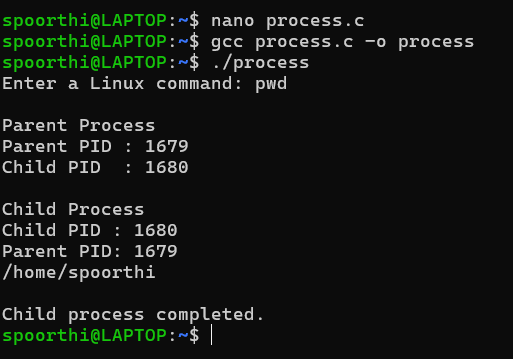 spoorthi@LAPTOP:~$ nano process.c
spoorthi@LAPTOP:~$ gcc process.c -o process
spoorthi@LAPTOP:~$ ./process
Enter a Linux command: pwd

Parent Process
Parent PID : 1679
Child PID  : 1680

Child Process
Child PID : 1680
Parent PID: 1679
/home/spoorthi

Child process completed.
spoorthi@LAPTOP:~$